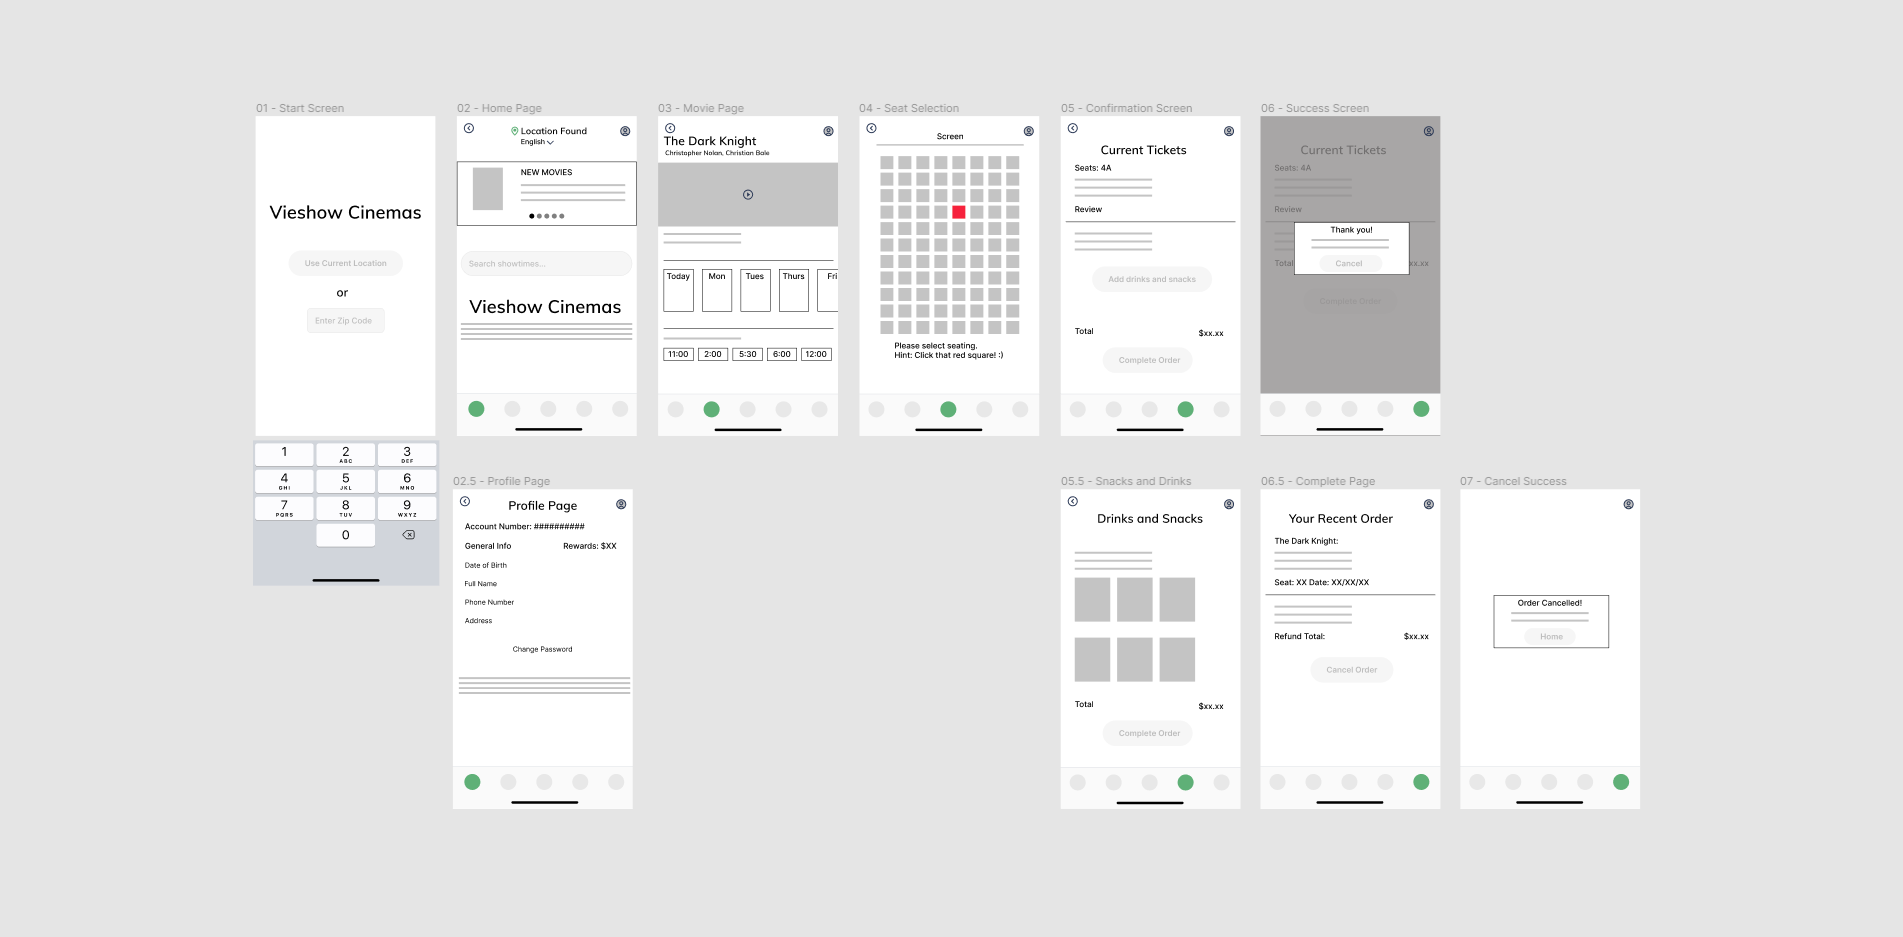 01 - Start Screen
Vieshow Cinemas
Use Current Location
or
Enter Zip Code
1
2
ABC
3
DEF
4
GHI
5
JKL
6
MNO
7
PQRS
8
TUV
9
WXYZ
0
02 - Home Page
Location Found
English
NEW MOVIES
Search showtimes...
Vieshow Cinemas
03 - Movie Page
The Dark Knight
Christopher Nolan, Christian Bale
Today
Mon
Tues
Thurs
Fri
11:00
2:00
5:30
6:00
12:00
04 - Seat Selection
Screen
Please select seating.
Hint: Click that red square! :)
05 - Confirmation Screen
Current Tickets
Seats: 4A
Review
Add drinks and snacks
Total
$xx.xx
Complete Order
06 - Success Screen
Current Tickets
Seats: 4A
Review
Thank you!
Cancel
Total
xx.xx
Complete Order
02.5 - Profile Page
Profile Page
Account Number: ##########
General Info
Rewards: $XX
Date of Birth
Full Name
Phone Number
Address
Change Password
05.5 - Snacks and Drinks
Drinks and Snacks
Total
$xx.xx
Complete Order
06.5 - Complete Page
Your Recent Order
The Dark Knight:
Seat: XX Date: XX/XX/XX
Refund Total:
$xx.xx
Cancel Order
07 - Cancel Success
Order Cancelled!
Home